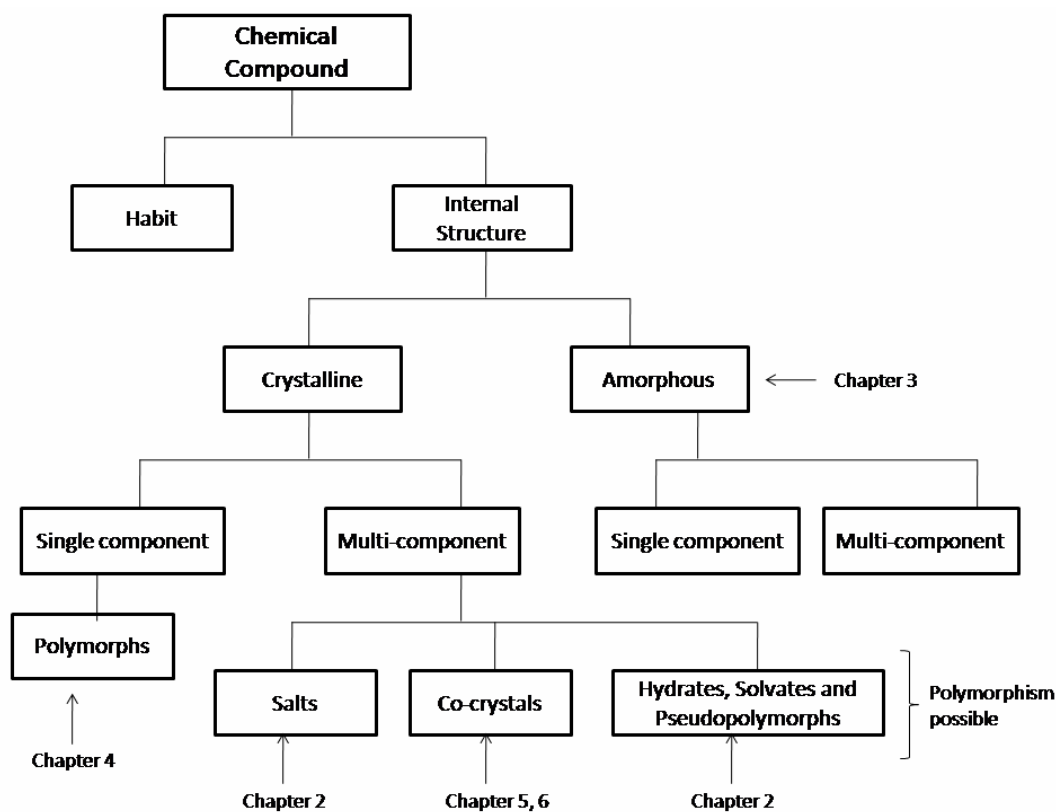 Chemical
Compound
Habit
Internal
Structure
Crystalline
Amorphous
Chapter 3
Single component
Multi-component
Single component
Multi-component
Polymorphs
Salts
Co-crystals
Hydrates, Solvates and
Pseudopolymorphs
Polymorphism
possible
Chapter 4
Chapter 2
Chapter 5, 6
Chapter 2